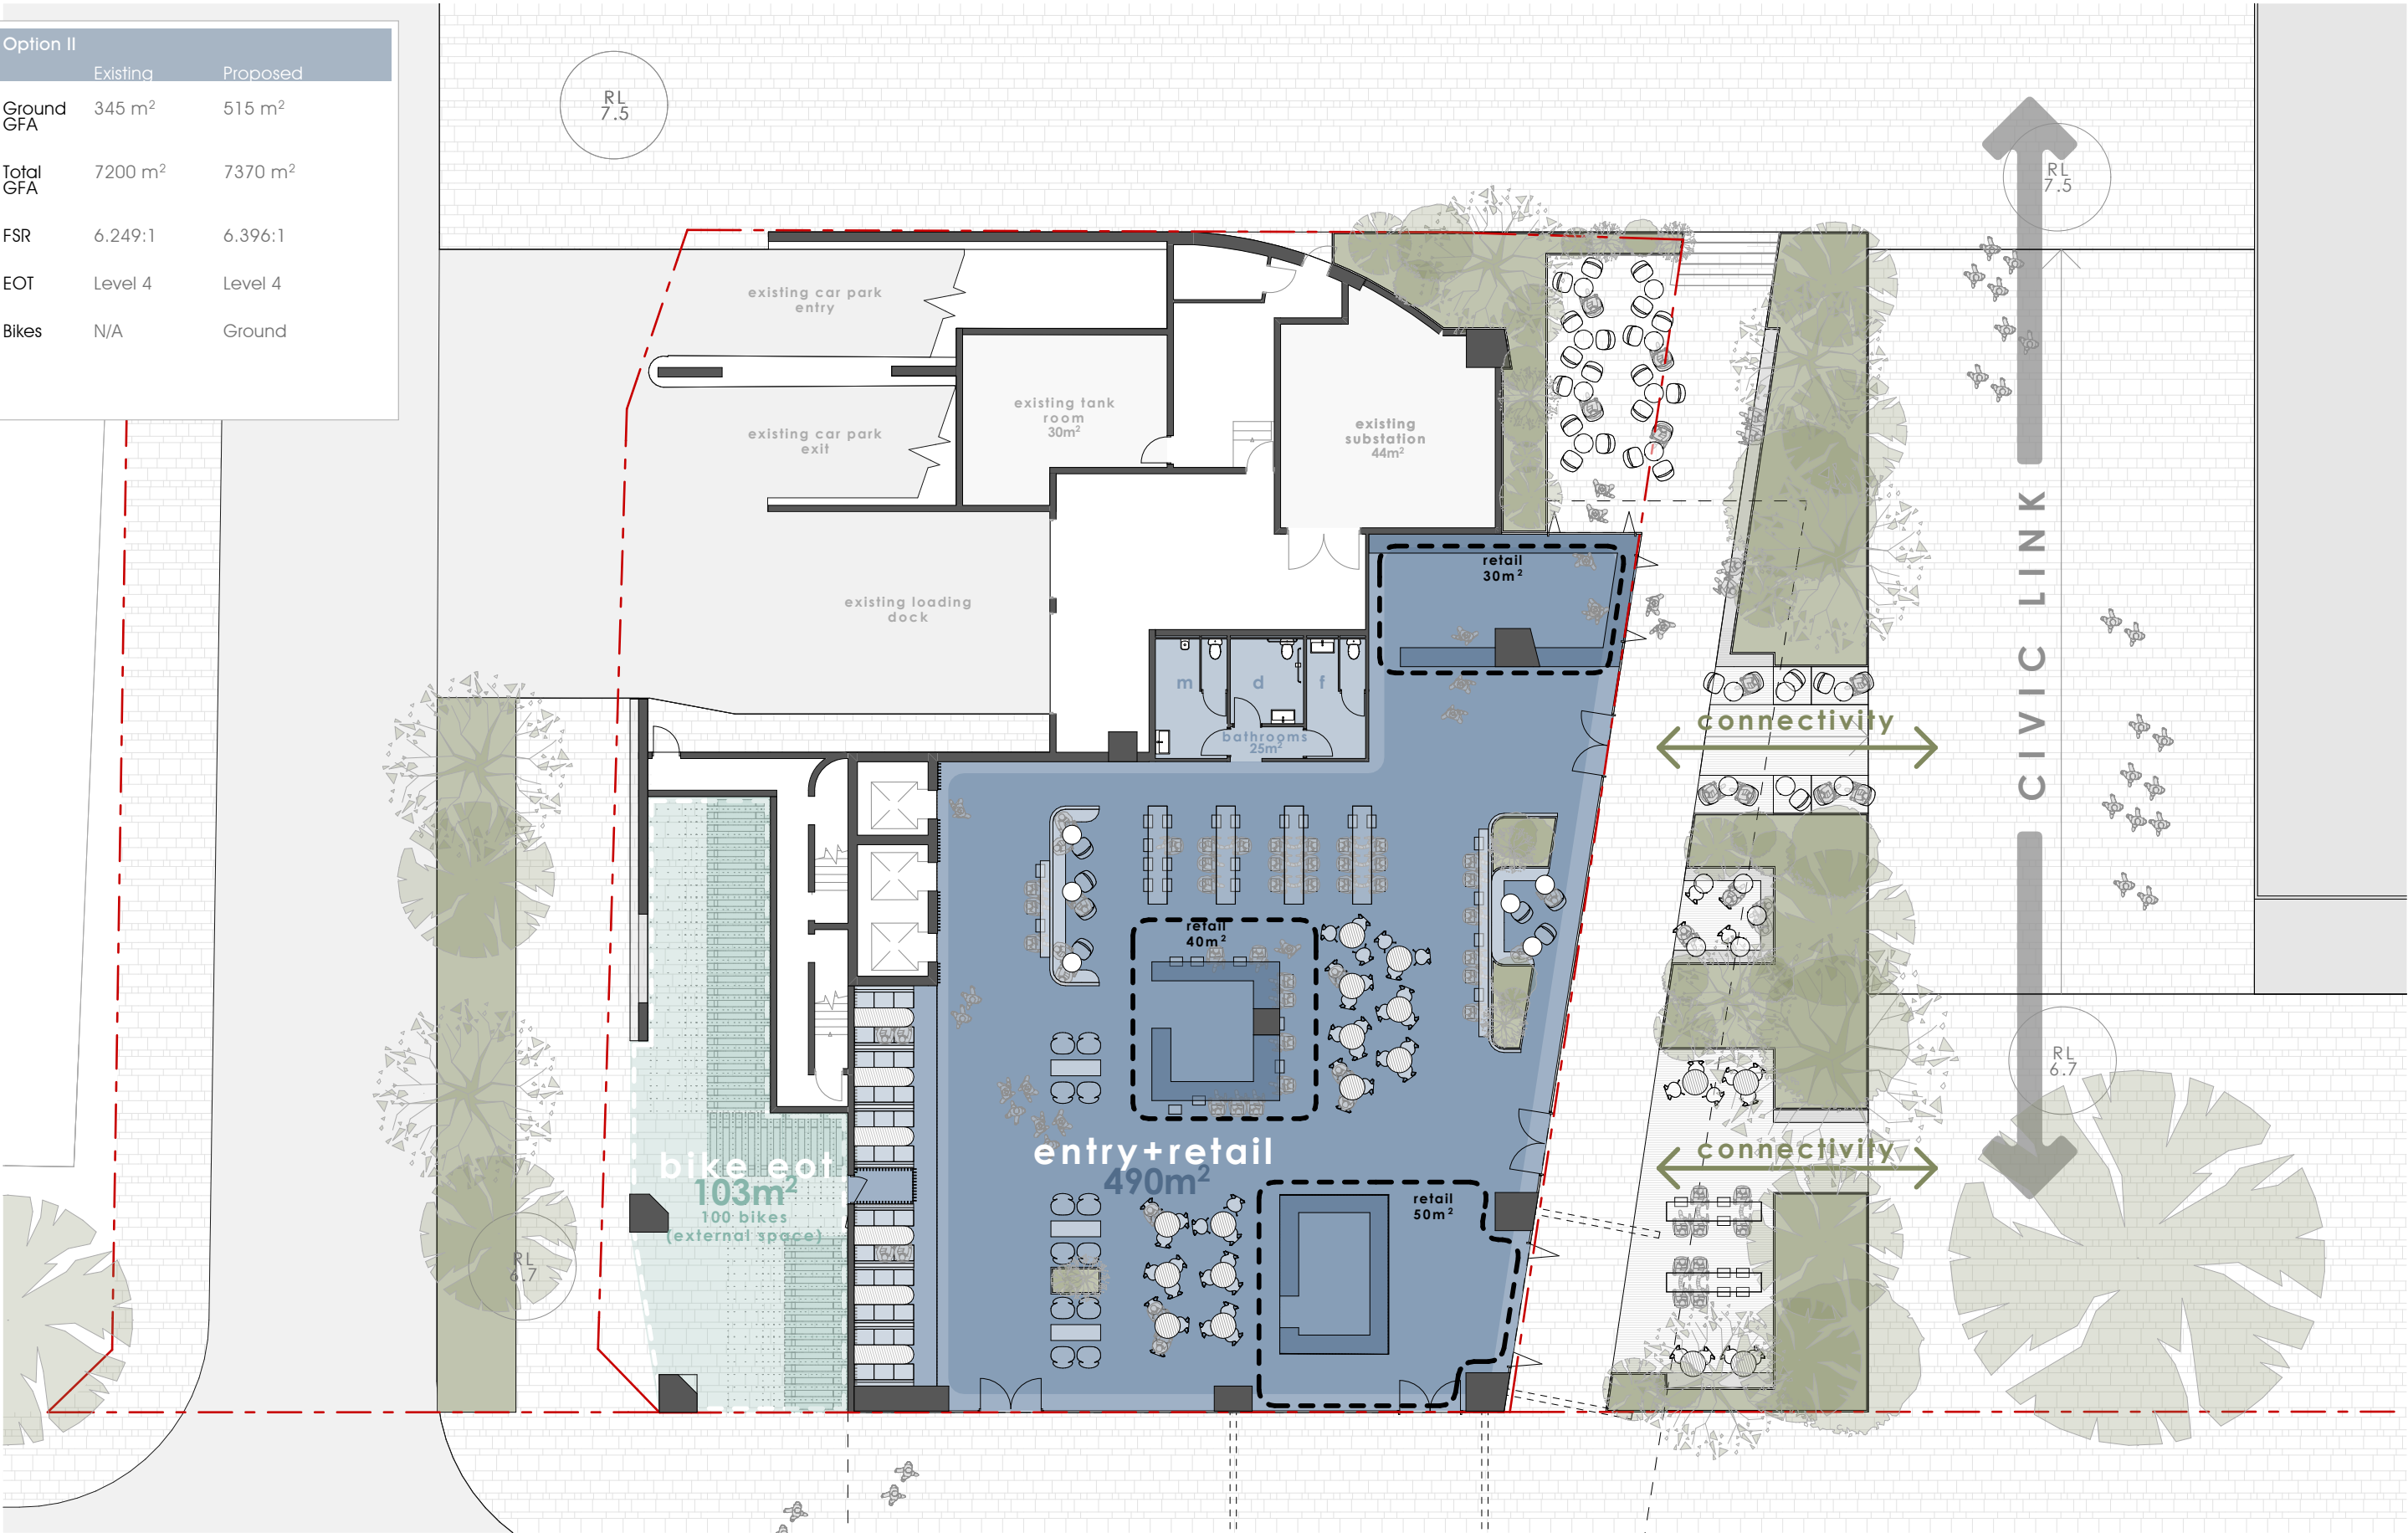 Option II
Existing Proposed
Ground GFA 345 m² 515 m²
Total GFA 7200 m² 7370 m²
FSR 6.249:1 6.396:1
EOT Level 4 Level 4
Bikes N/A Ground
RL
7.5
RL
7.5
existing car park
entry
existing car park
exit
existing tank
room
30m²
existing
substation
44m²
existing loading
dock
retail
30m²
m d f
bathrooms
25m²
connectivity
CIVIC LINK
retail
40m²
entry+retail
490m²
bike eot
103m²
100 bikes
(external space)
retail
50m²
connectivity
RL
6.7
RL
6.7